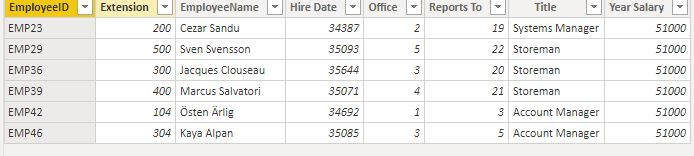 EmployeeID Extension EmployeeName Hire Date Office Reports To Title Year Salary
EMP23 200 Cezar Sandu 34387 2 19 Systems Manager 51000
EMP29 500 Sven Svensson 35093 5 22 Storeman 51000
EMP36 300 Jacques Clouseau 35644 3 20 Storeman 51000
EMP39 400 Marcus Salvatori 35071 4 21 Storeman 51000
EMP42 104 Östen Ärlig 34692 1 3 Account Manager 51000
EMP46 304 Kaya Alpan 35085 3 5 Account Manager 51000